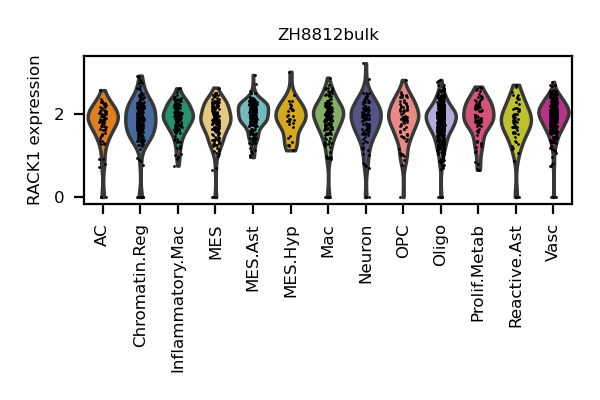 ZH8812bulk
RACK1 expression
2
0
AC
Chromatin.Reg
Inflammatory.Mac
MES
MES.Ast
MES.Hyp
Mac
Neuron
OPC
Oligo
Prolif.Metab
Reactive.Ast
Vasc